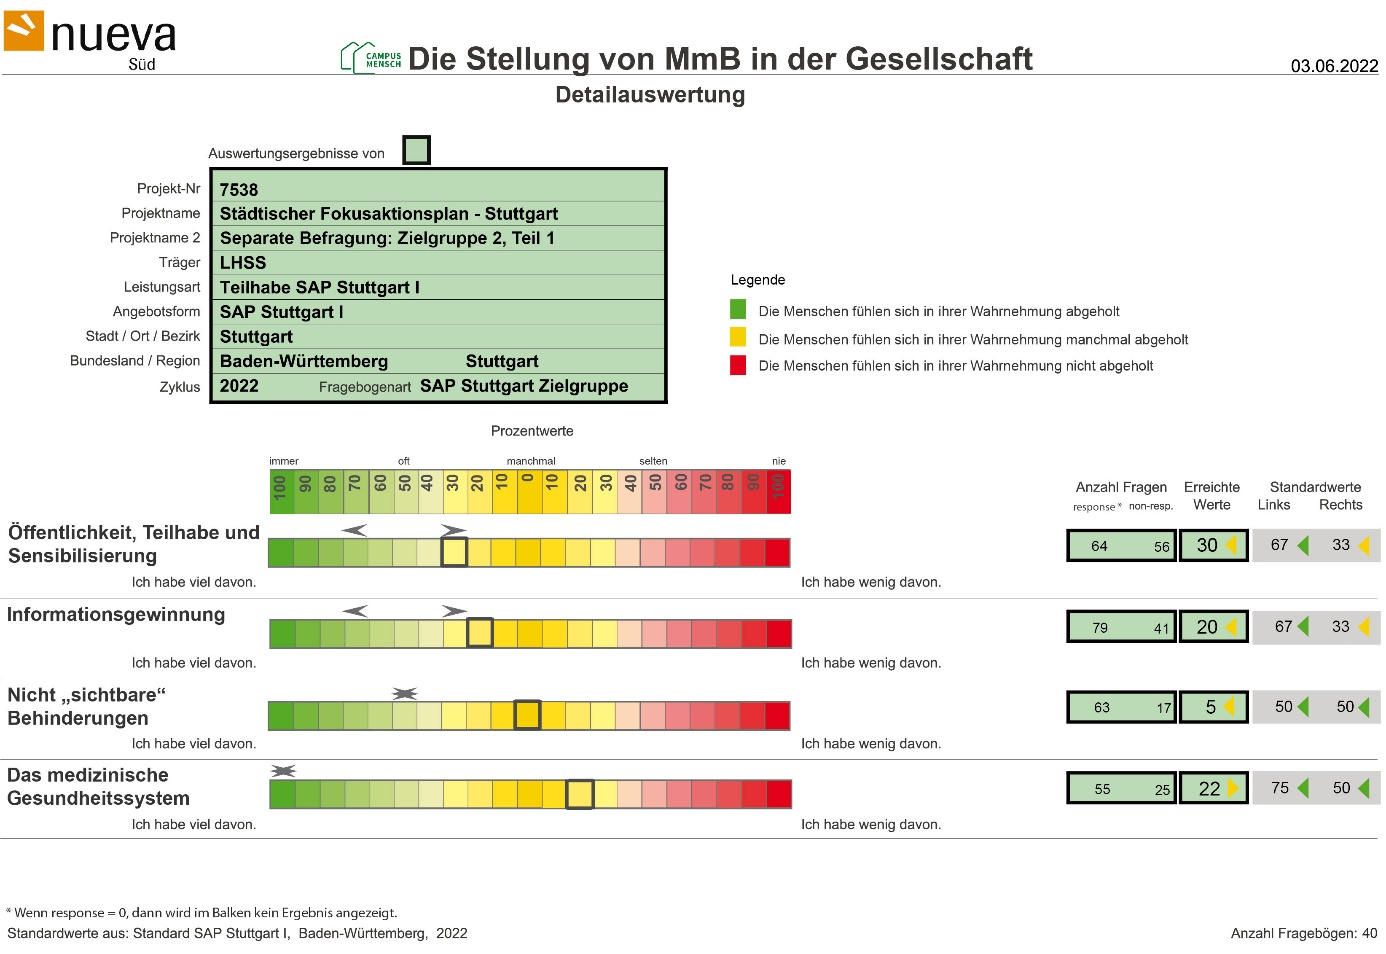 nueva
Süd
CAMPUS
MENSCH
Die Stellung von MmB in der Gesellschaft
03.06.2022
Detailauswertung
Auswertungsergebnisse von
Projekt-Nr 7538
Projektname Städtischer Fokusaktionsplan - Stuttgart
Projektname 2 Separate Befragung: Zielgruppe 2, Teil 1
Träger LHSS
Leistungsart Teilhabe SAP Stuttgart I
Angebotsform SAP Stuttgart I
Stadt / Ort / Bezirk Stuttgart
Bundesland / Region Baden-Württemberg Stuttgart
Zyklus 2022 Fragebogenart SAP Stuttgart Zielgruppe
Legende
Die Menschen fühlen sich in ihrer Wahrnehmung abgeholt
Die Menschen fühlen sich in ihrer Wahrnehmung manchmal abgeholt
Die Menschen fühlen sich in ihrer Wahrnehmung nicht abgeholt
Prozentwerte
immer oft manchmal selten nie
100 90 80 70 60 50 40 30 20 10 0 10 20 30 40 50 60 70 80 90 100
Anzahl Fragen Erreichte Standardwerte
response * non-resp. Werte Links Rechts
Öffentlichkeit, Teilhabe und
Sensibilisierung
64 56 30 67 33
Ich habe viel davon. Ich habe wenig davon.
Informationsgewinnung
79 41 20 67 33
Ich habe viel davon. Ich habe wenig davon.
Nicht „sichtbare“
Behinderungen
63 17 5 50 50
Ich habe viel davon. Ich habe wenig davon.
Das medizinische
Gesundheitssystem
55 25 22 75 50
Ich habe viel davon. Ich habe wenig davon.
* Wenn response = 0, dann wird im Balken kein Ergebnis angezeigt.
Standardwerte aus: Standard SAP Stuttgart I, Baden-Württemberg, 2022
Anzahl Fragebögen: 40